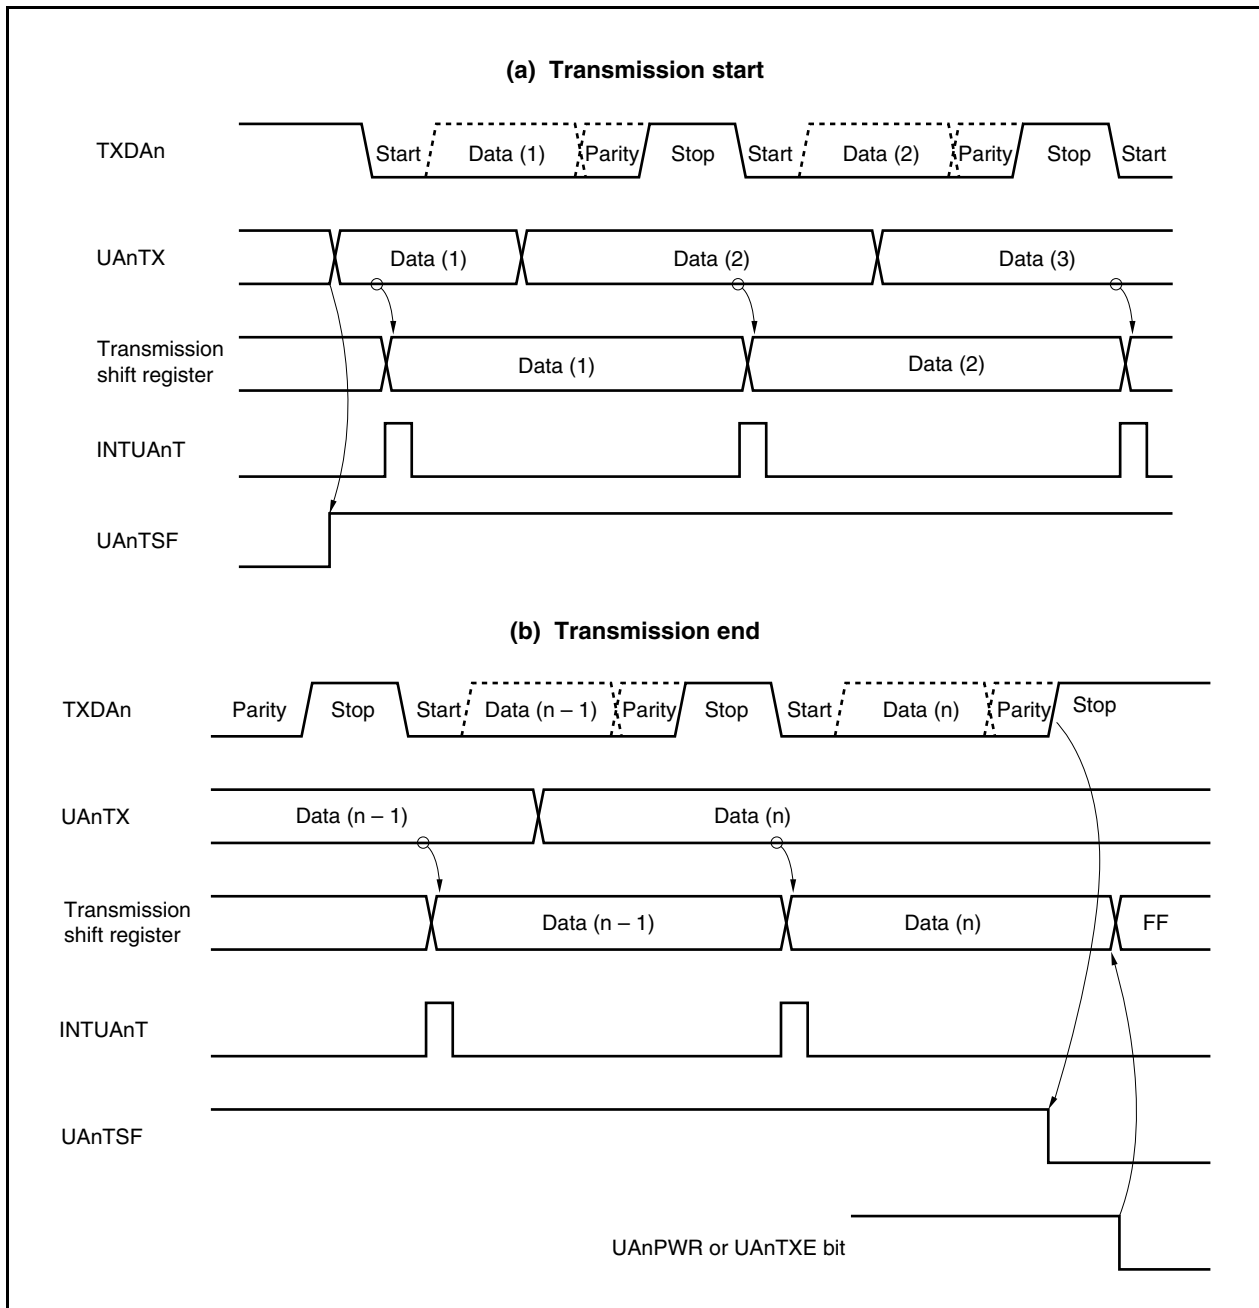 (a) Transmission start
TXDAn
Start Data (1) Parity Stop Start Data (2) Parity Stop Start
UAnTX
Data (1) Data (2) Data (3)
Transmission
shift register
Data (1) Data (2)
INTUAnT
UAnTSF
(b) Transmission end
TXDAn
Parity Stop Start Data (n – 1) Parity Stop Start Data (n) Parity Stop
UAnTX
Data (n – 1) Data (n)
Transmission
shift register
Data (n – 1) Data (n) FF
INTUAnT
UAnTSF
UAnPWR or UAnTXE bit